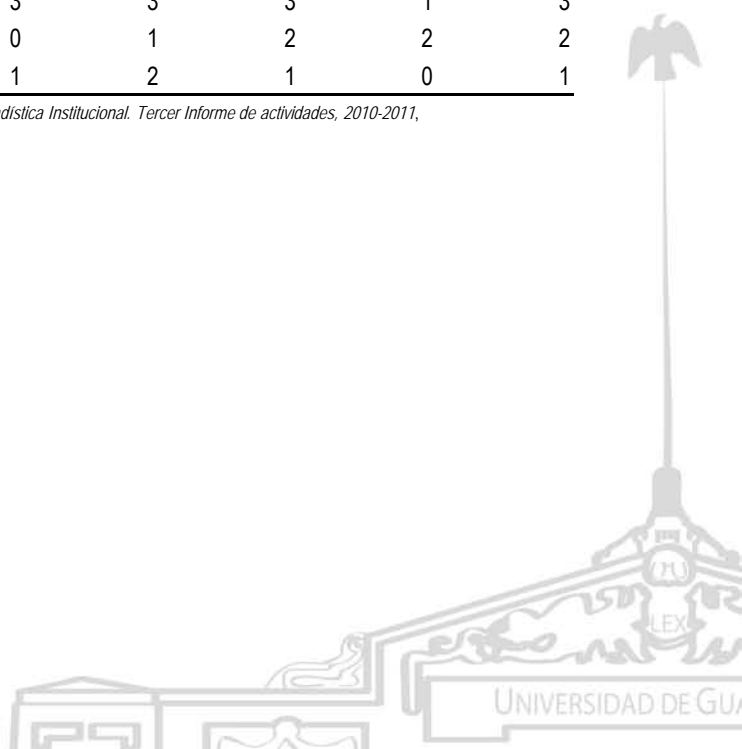 3 3 3 1 3
0 1 2 2 2
1 2 1 0 1
dística Institucional. Tercer Informe de actividades, 2010-2011,
LEX
UNIVERSIDAD DE GUA